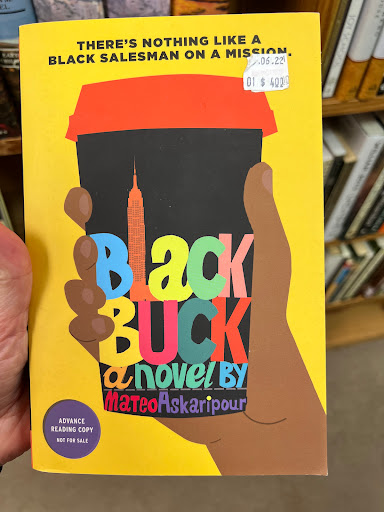 THERE'S NOTHING LIKE A
BLACK SALESMAN ON A MISSION.
BLacK
BUCK
a novel BY
MaTeo Askaripour
ADVANCE
READING COPY
NOT FOR SALE